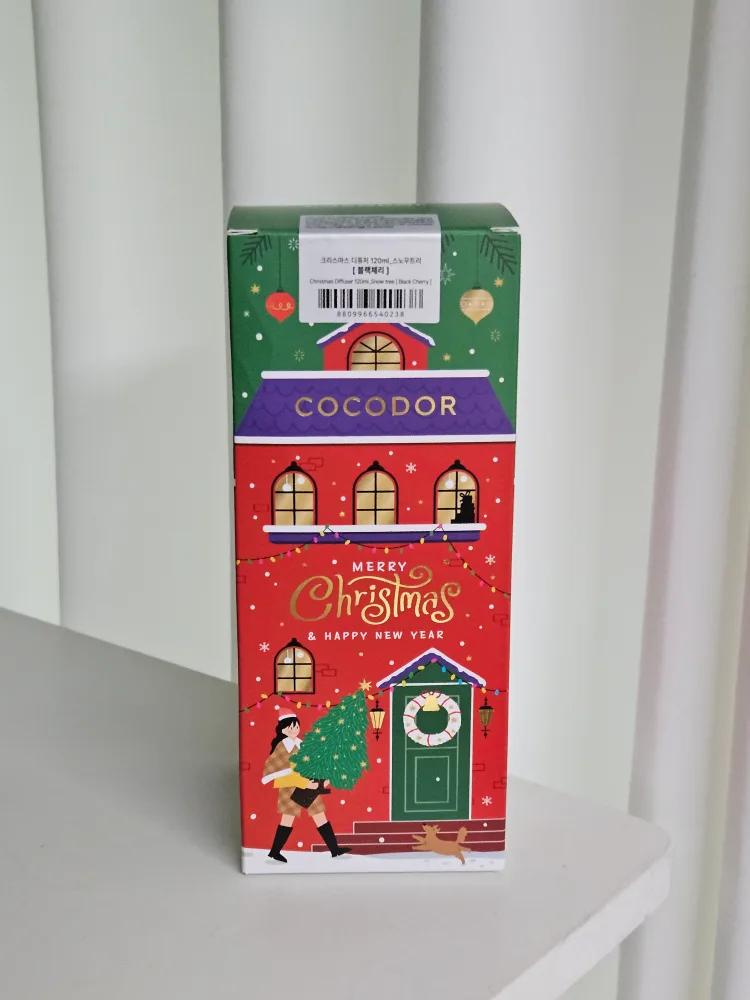 크리스마스 디퓨저 120ml_스노우트리
[ 블랙체리 ]
Christmas Diffuser 120ml_Snow tree [ Black Cherry ]
8809966540238
COCODOR
MERRY
Christmas
& HAPPY NEW YEAR